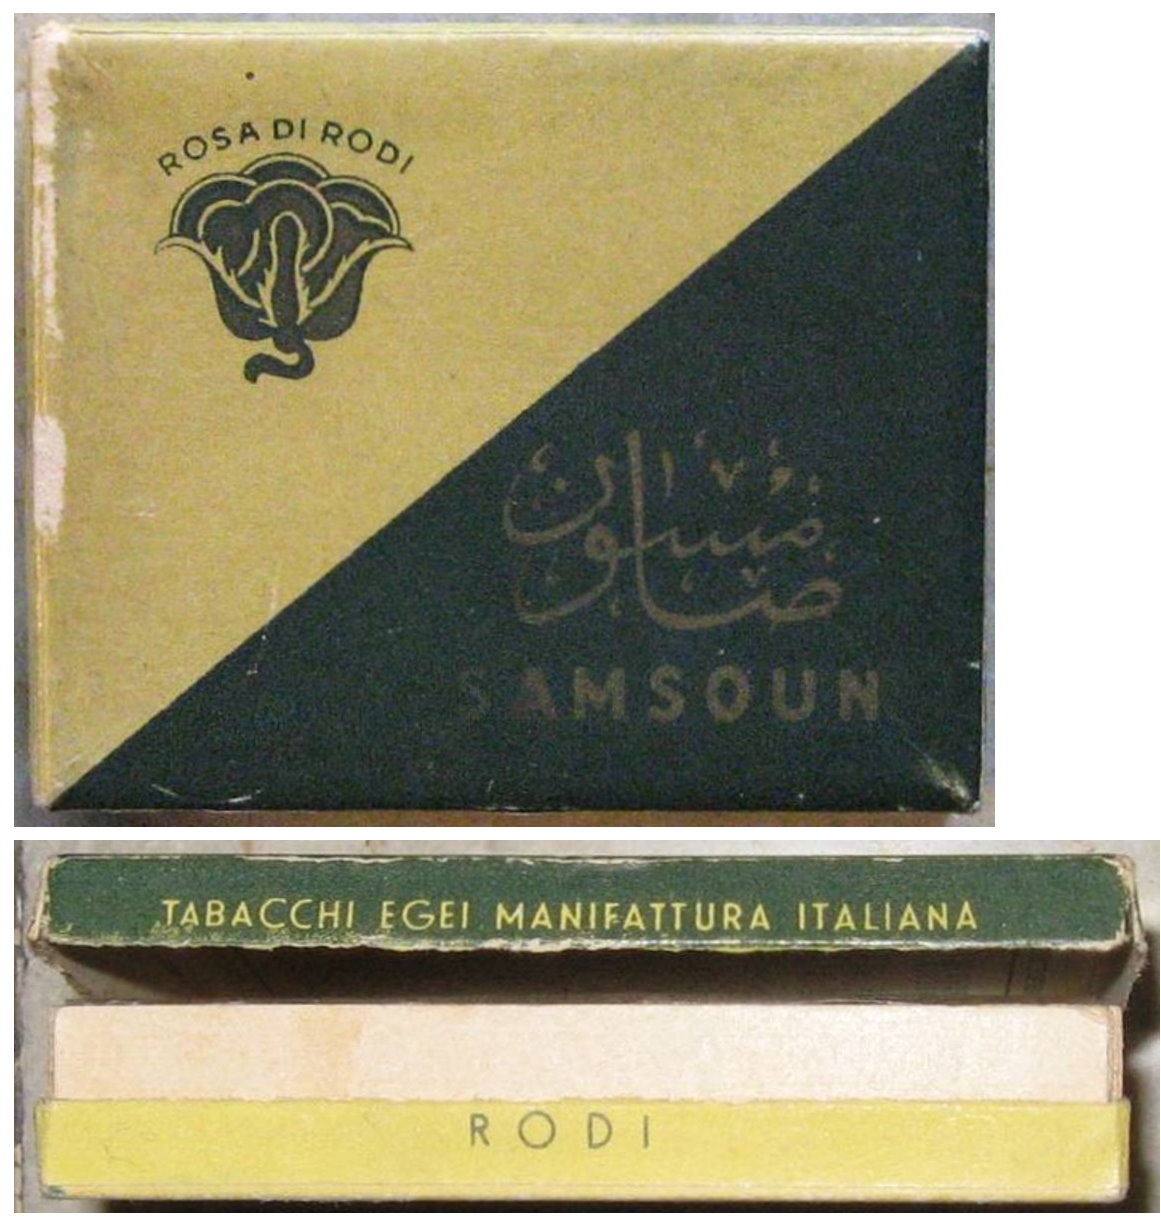 ROSA DI RODI
صامسون
SAMSOUN
TABACCHI EGEI MANIFATTURA ITALIANA
RODI